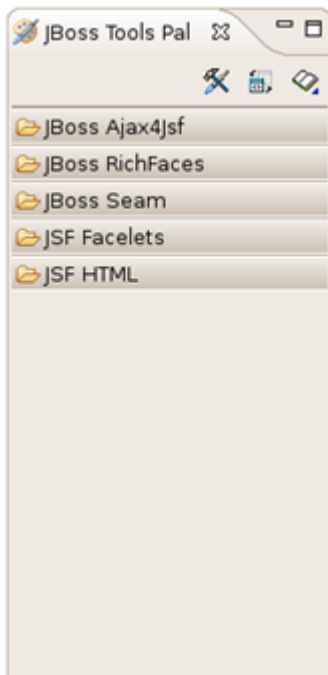 JBoss Tools Pal
JBoss Ajax4Jsf
JBoss RichFaces
JBoss Seam
JSF Facelets
JSF HTML